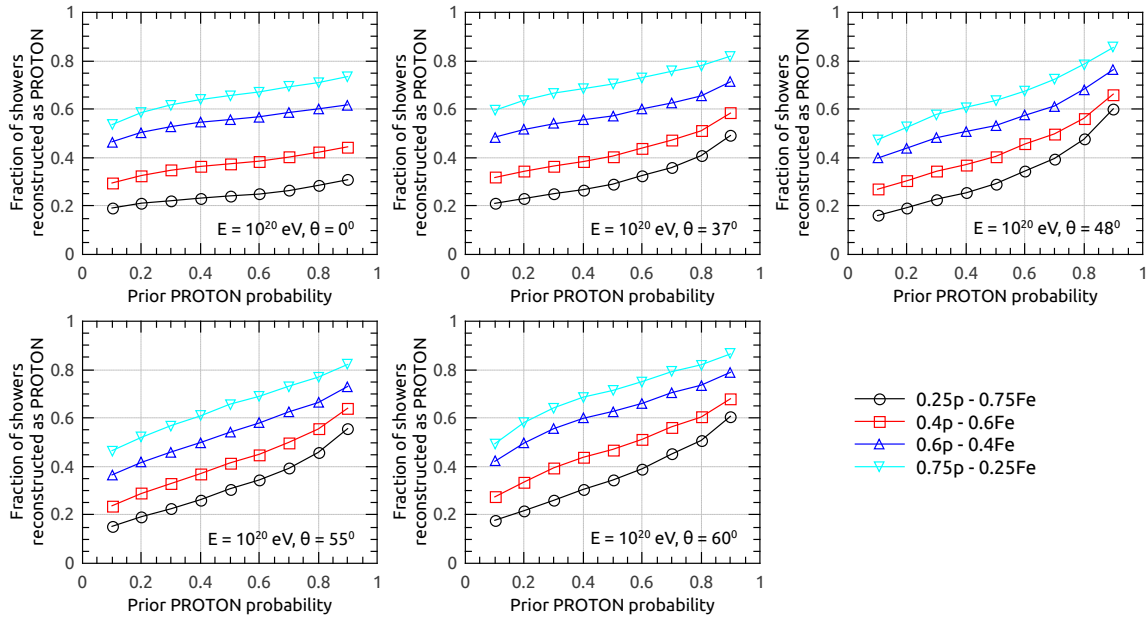 Fraction of showers
reconstructed as PROTON
1
0.8
0.6
0.4
0.2
0
E = 10²⁰ eV, θ = 0⁰
0 0.2 0.4 0.6 0.8 1
Prior PROTON probability
Fraction of showers
reconstructed as PROTON
1
0.8
0.6
0.4
0.2
0
E = 10²⁰ eV, θ = 37⁰
0 0.2 0.4 0.6 0.8 1
Prior PROTON probability
Fraction of showers
reconstructed as PROTON
1
0.8
0.6
0.4
0.2
0
E = 10²⁰ eV, θ = 48⁰
0 0.2 0.4 0.6 0.8 1
Prior PROTON probability
Fraction of showers
reconstructed as PROTON
1
0.8
0.6
0.4
0.2
0
E = 10²⁰ eV, θ = 55⁰
0 0.2 0.4 0.6 0.8 1
Prior PROTON probability
Fraction of showers
reconstructed as PROTON
1
0.8
0.6
0.4
0.2
0
E = 10²⁰ eV, θ = 60⁰
0 0.2 0.4 0.6 0.8 1
Prior PROTON probability
0.25p - 0.75Fe
0.4p - 0.6Fe
0.6p - 0.4Fe
0.75p - 0.25Fe